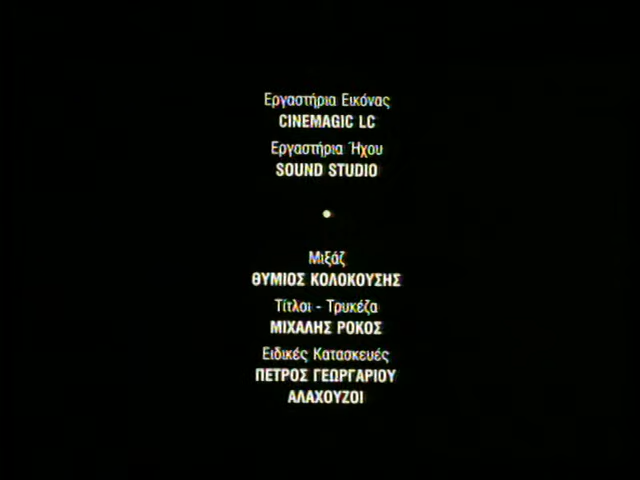 Εργαστήρια Εικόνας
CINEMAGIC LC
Εργαστήρια Ήχου
SOUND STUDIO
Μιξάζ
ΘΥΜΙΟΣ ΚΟΛΟΚΟΥΣΗΣ
Τίτλοι - Τρυκέζα
ΜΙΧΑΛΗΣ ΡΟΚΟΣ
Ειδικές Κατασκευές
ΠΕΤΡΟΣ ΓΕΩΡΓΑΡΙΟΥ
ΑΛΑΧΟΥΖΟΙ